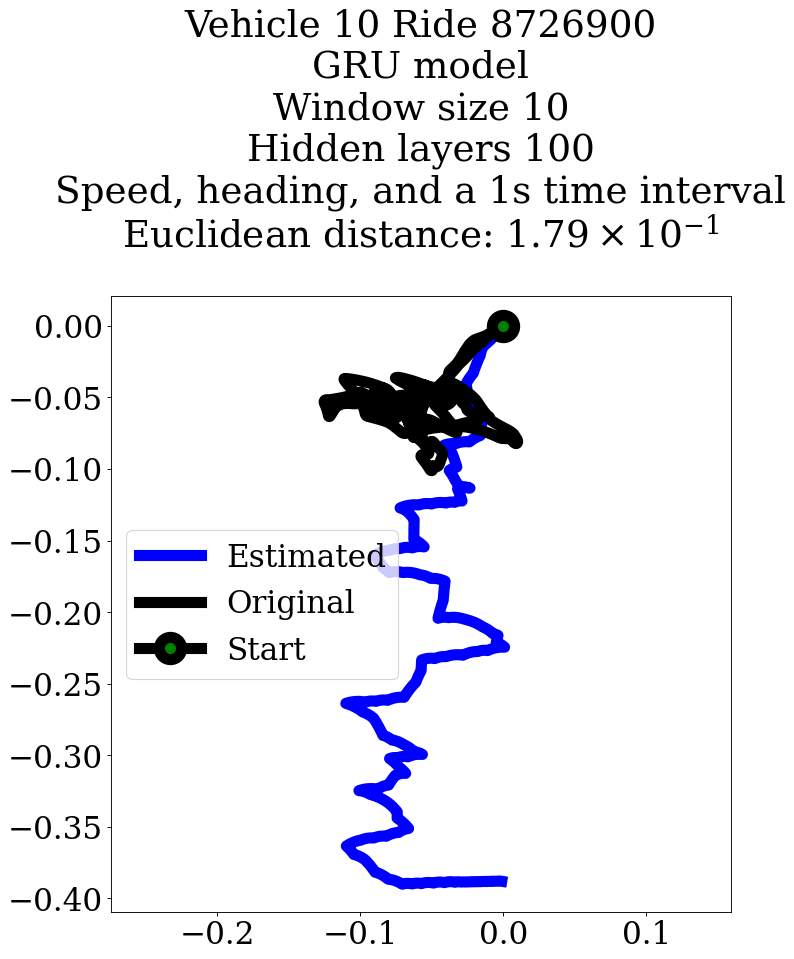 Vehicle 10 Ride 8726900
GRU model
Window size 10
Hidden layers 100
Speed, heading, and a 1s time interval
Euclidean distance: 1.79 × 10⁻¹
0.00
−0.05
−0.10
−0.15
−0.20
−0.25
−0.30
−0.35
−0.40
Estimated
Original
Start
−0.2
−0.1
0.0
0.1